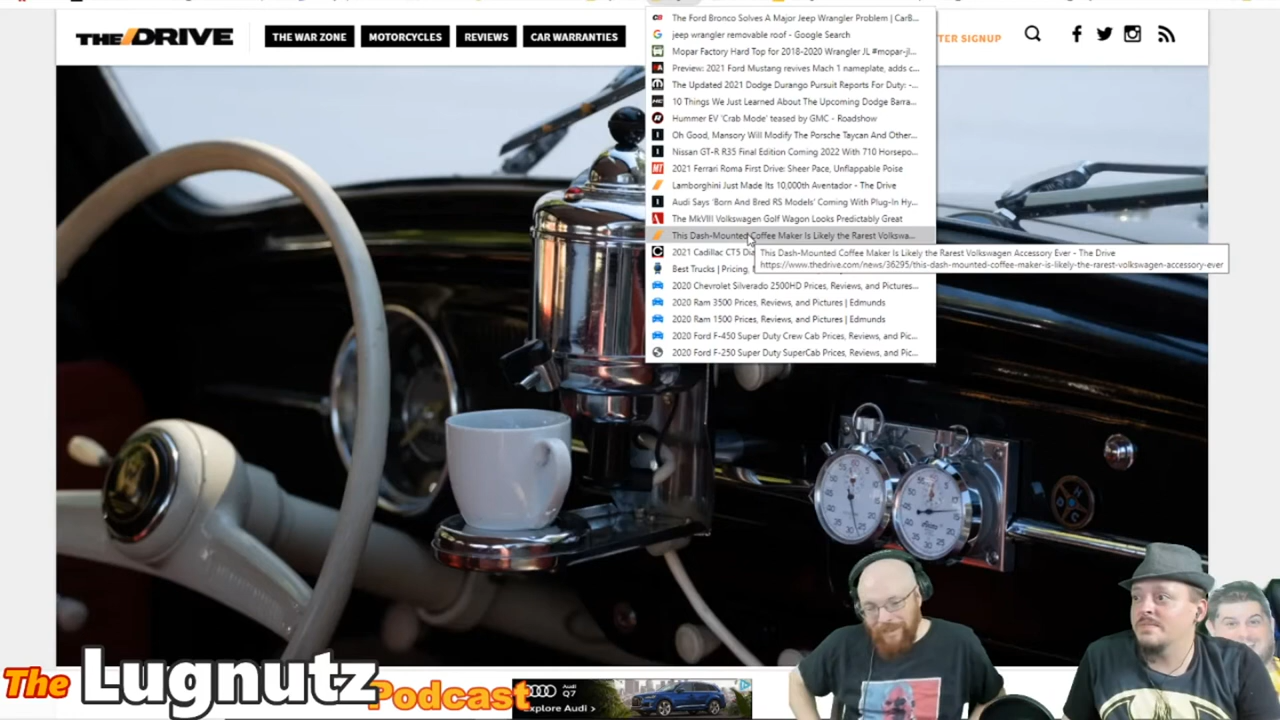 THE/DRIVE
THE WAR ZONE
MOTORCYCLES
REVIEWS
CAR WARRANTIES
TER SIGNUP
The Ford Bronco Solves A Major Jeep Wrangler Problem | CarB...
jeep wrangler removable roof - Google Search
Mopar Factory Hard Top for 2018-2020 Wrangler JL #mopar-jl...
Preview: 2021 Ford Mustang revives Mach 1 nameplate, adds c...
The Updated 2021 Dodge Durango Pursuit Reports For Duty: -...
10 Things We Just Learned About The Upcoming Dodge Barra...
Hummer EV 'Crab Mode' teased by GMC - Roadshow
Oh Good, Mansory Will Modify The Porsche Taycan And Other...
Nissan GT-R R35 Final Edition Coming 2022 With 710 Horsepo...
2021 Ferrari Roma First Drive: Sheer Pace, Unflappable Poise
Lamborghini Just Made Its 10,000th Aventador - The Drive
Audi Says 'Born And Bred RS Models' Coming With Plug-In Hy...
The MkVIII Volkswagen Golf Wagon Looks Predictably Great
This Dash-Mounted Coffee Maker Is Likely the Rarest Volkswa...
2021 Cadillac CT5 Dia
This Dash-Mounted Coffee Maker Is Likely the Rarest Volkswagen Accessory Ever - The Drive
https://www.thedrive.com/news/36295/this-dash-mounted-coffee-maker-is-likely-the-rarest-volkswagen-accessory-ever
Best Trucks | Pricing,
2020 Chevrolet Silverado 2500HD Prices, Reviews, and Pictures...
2020 Ram 3500 Prices, Reviews, and Pictures | Edmunds
2020 Ram 1500 Prices, Reviews, and Pictures | Edmunds
2020 Ford F-450 Super Duty Crew Cab Prices, Reviews, and Pic...
2020 Ford F-250 Super Duty SuperCab Prices, Reviews, and Pic...
The Lugnutz Podcast
Audi
Q7
xplore Audi >